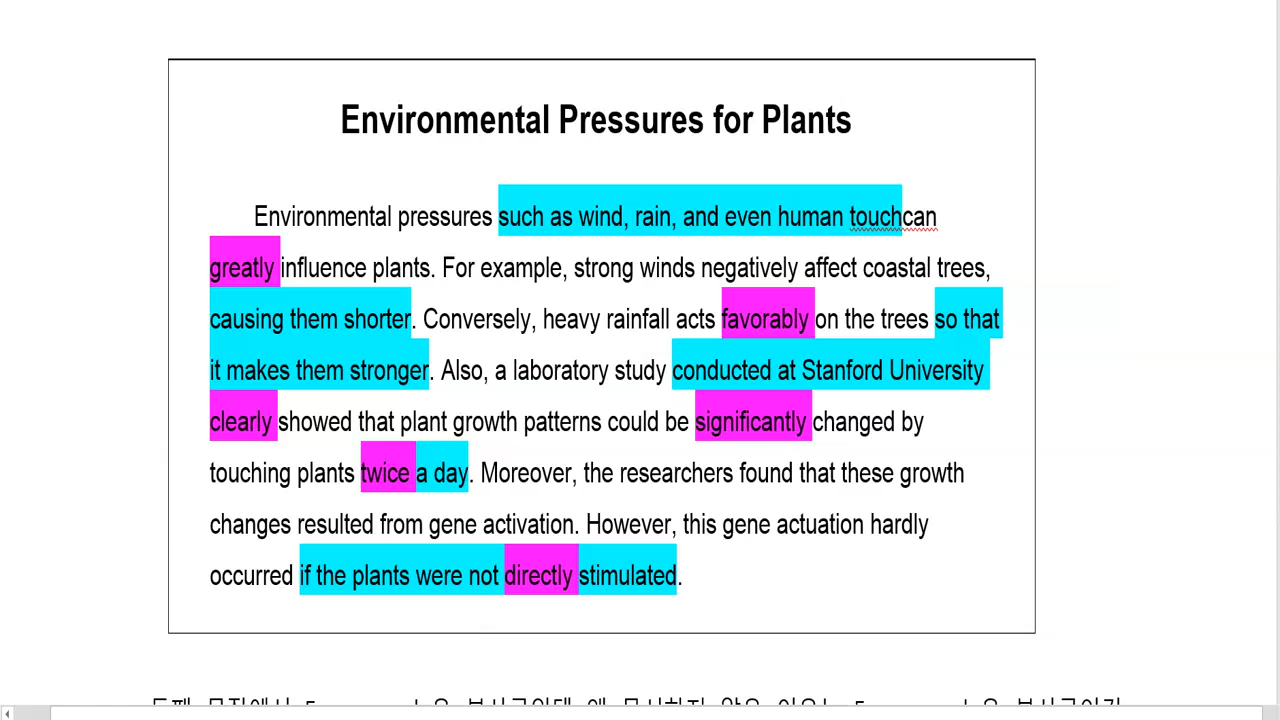 Environmental Pressures for Plants
Environmental pressures such as wind, rain, and even human touchcan
greatly influence plants. For example, strong winds negatively affect coastal trees,
causing them shorter. Conversely, heavy rainfall acts favorably on the trees so that
it makes them stronger. Also, a laboratory study conducted at Stanford University
clearly showed that plant growth patterns could be significantly changed by
touching plants twice a day. Moreover, the researchers found that these growth
changes resulted from gene activation. However, this gene actuation hardly
occurred if the plants were not directly stimulated.